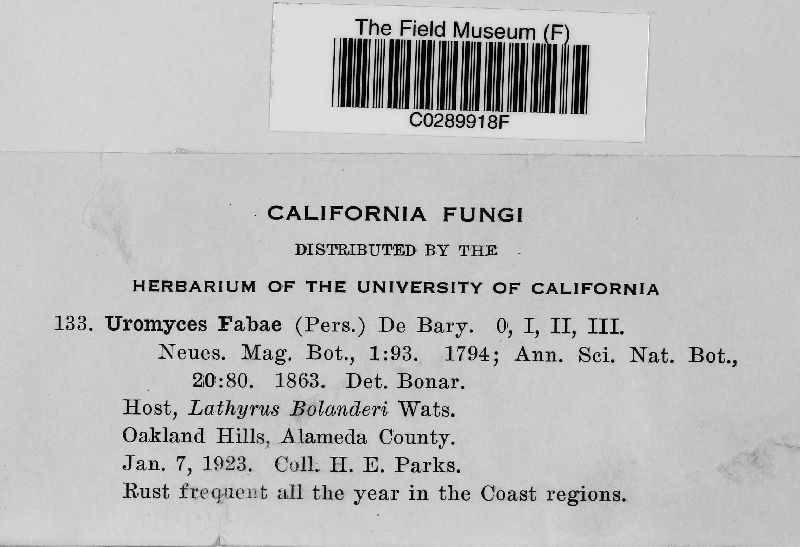 The Field Museum (F)
C0289918F
CALIFORNIA FUNGI
DISTRIBUTED BY THE
HERBARIUM OF THE UNIVERSITY OF CALIFORNIA
133. Uromyces Fabae (Pers.) De Bary. 0, I, II, III.
Neues. Mag. Bot., 1:93. 1794; Ann. Sci. Nat. Bot.,
20:80. 1863. Det. Bonar.
Host, Lathyrus Bolanderi Wats.
Oakland Hills, Alameda County.
Jan. 7, 1923. Coll. H. E. Parks.
Rust frequent all the year in the Coast regions.